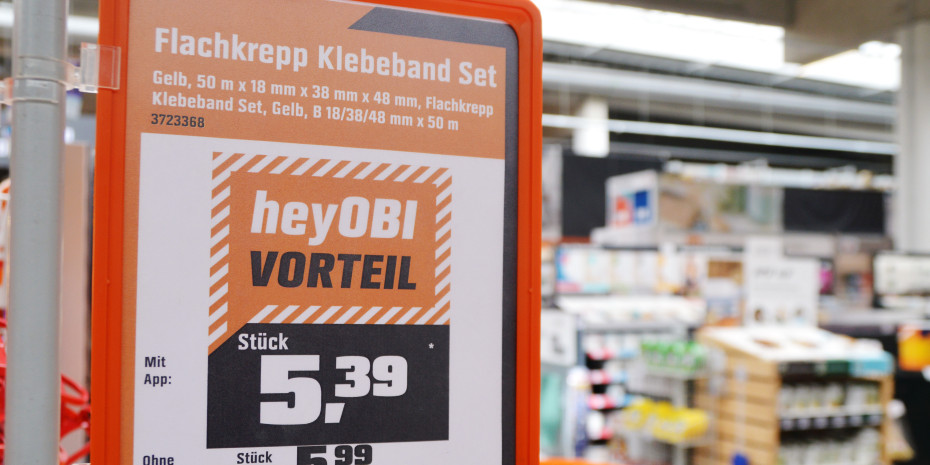 Flachkrepp Klebeband Set
Gelb, 50 m x 18 mm x 38 mm x 48 mm, Flachkrepp
Klebeband Set, Gelb, B 18/38/48 mm x 50 m
3723368
heyOBI
VORTEIL
Mit
App:
Stück
5,39*
Ohne
Stück
5,99